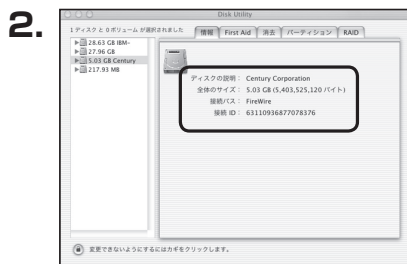 2.
Disk Utility
1 ディスク と 0 ボリューム が選択されました
情報 First Aid 消去 パーティション RAID
28.63 GB IBM-
27.96 GB
5.03 GB Century
217.93 MB
ディスクの説明： Century Corporation
全体のサイズ： 5.03 GB (5,403,525,120 バイト)
接続バス： FireWire
接続 ID： 63110936877078376
変更できないようにするにはカギをクリックします。